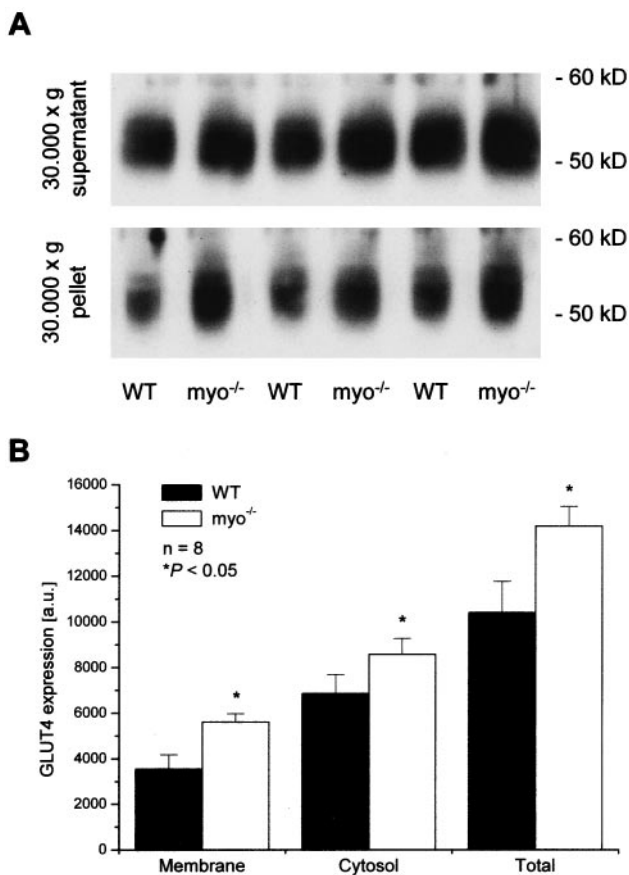 A
30.000 x g
supernatant
- 60 kD
- 50 kD
30.000 x g
pellet
- 60 kD
- 50 kD
WT myo-/- WT myo-/- WT myo-/-
B
WT
myo-/-
n = 8
*P < 0.05
*
*
*
GLUT4 expression [a.u.]
16000
14000
12000
10000
8000
6000
4000
2000
0
Membrane Cytosol Total